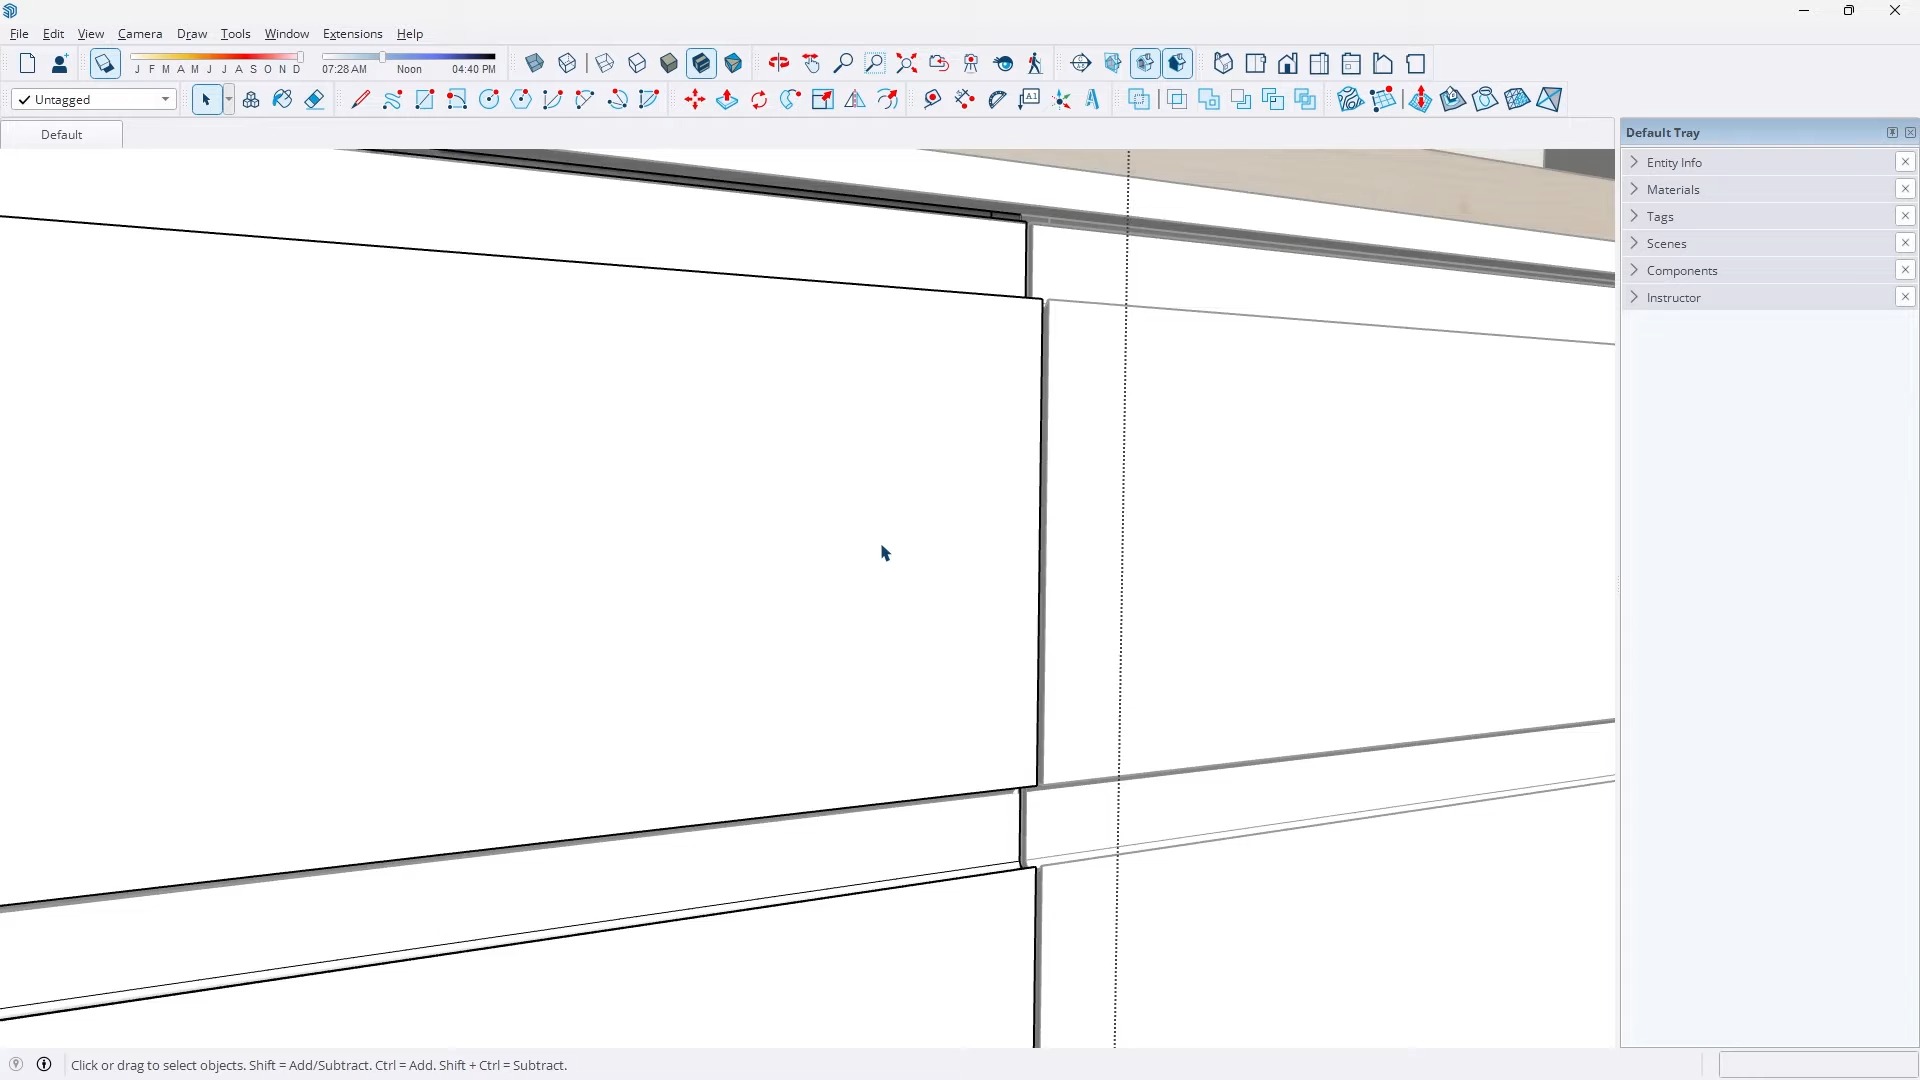 File Edit View Camera Draw Tools Window Extensions Help
J F M A M J J A S O N D
07:28 AM Noon 04:40 PM
Untagged
A1
Default
Default Tray
Entity Info
Materials
Tags
Scenes
Components
Instructor
Click or drag to select objects. Shift = Add/Subtract. Ctrl = Add. Shift + Ctrl = Subtract.